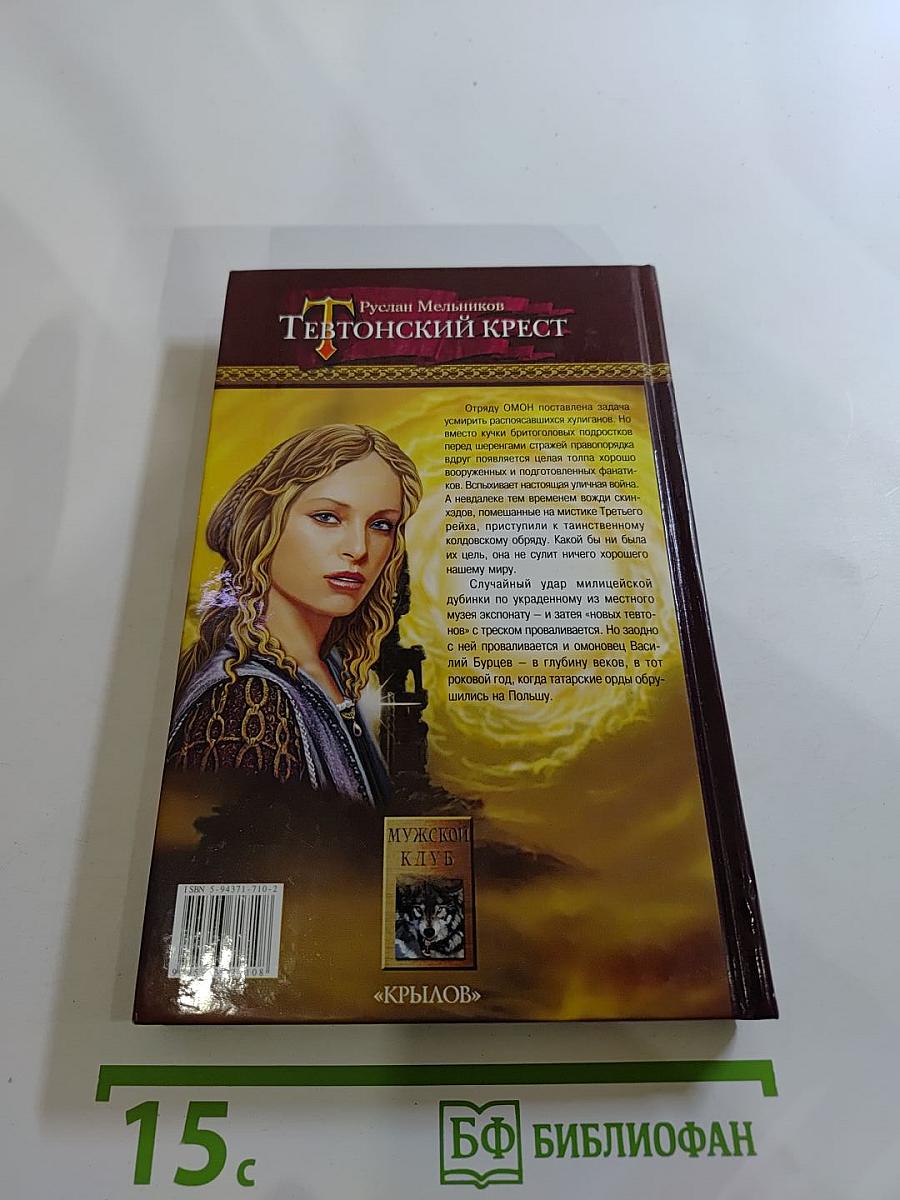 Руслан Мельников
ТЕВТОНСКИЙ КРЕСТ
Отряду ОМОН поставлена задача
усмирить распоясавшихся хулиганов. Но
вместо кучки бритоголовых подростков
перед шеренгами стражей правопорядка
вдруг появляется целая толпа хорошо
вооруженных и подготовленных фанати-
ков. Вспыхивает настоящая уличная война.
А невдалеке тем временем вожди скин-
хэдов, помешанные на мистике Третьего
рейха, приступили к таинственному
колдовскому обряду. Какой бы ни была
их цель, она не сулит ничего хорошего
нашему миру.
Случайный удар милицейской
дубинки по украденному из местного
музея экспонату – и затея «новых тевто-
нов» с треском проваливается. Но заодно
с ней проваливается и омоновец Васи-
лий Бурцев – в глубину веков, в тот
роковой год, когда татарские орды обру-
шились на Польшу.
МУЖСКОЙ
КЛУБ
ISBN 5-94371-710-2
«КРЫЛОВ»
15 с
БФ БИБЛИОФАН